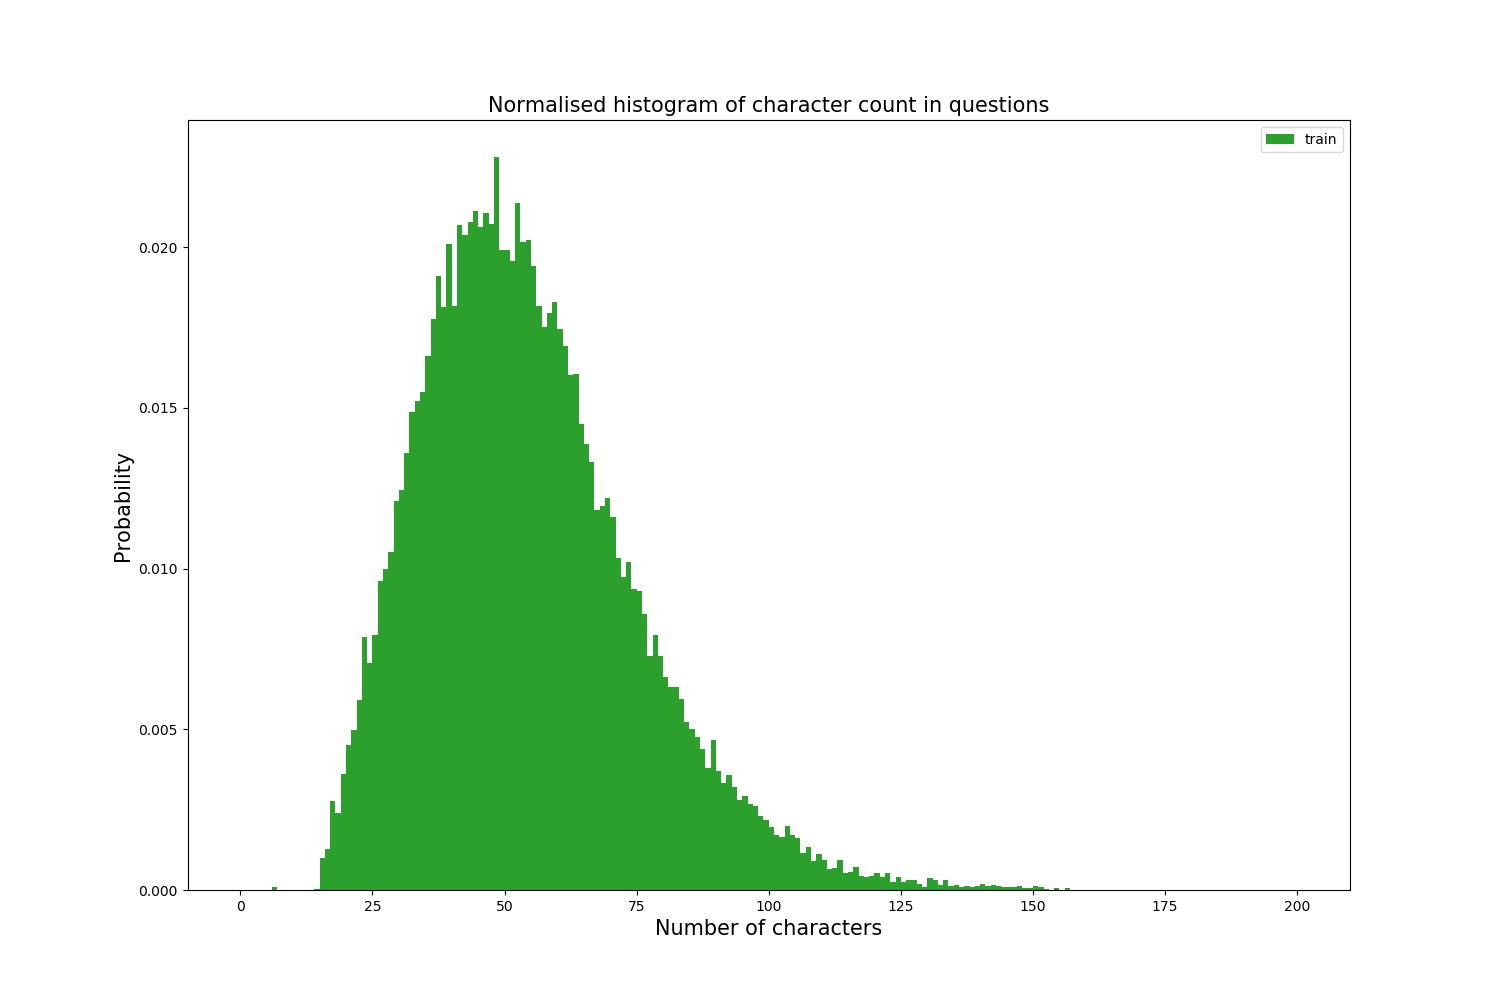 Normalised histogram of character count in questions
train
0.020
0.015
0.010
0.005
0.000
Probability
0 25 50 75 100 125 150 175 200
Number of characters